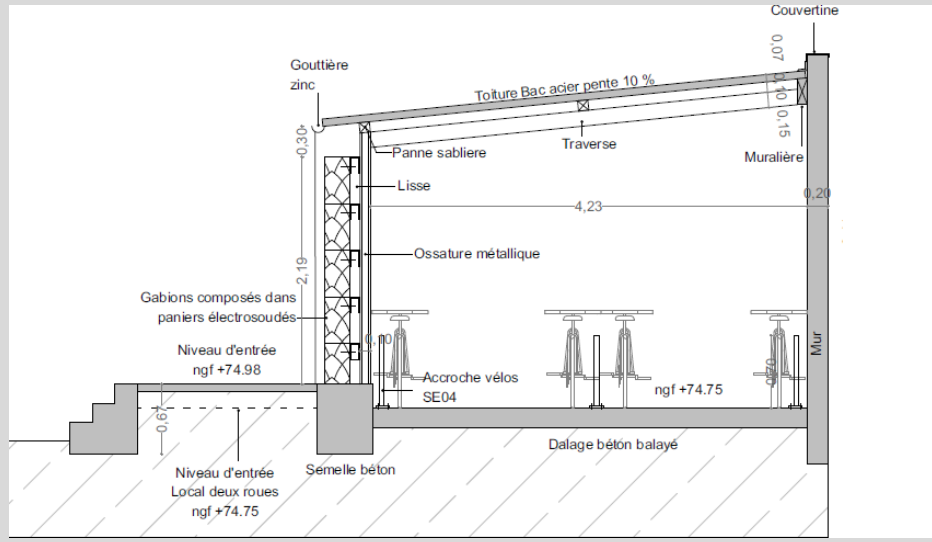 Couvertine
Gouttière
zinc
Toiture Bac acier pente 10 %
0,07
0,10
0,15
0,30
Panne sabliere
Traverse
Muralière
Lisse
0,20
4,23
Ossature métallique
2,19
Gabions composés dans
paniers électrosoudés
0,10
Niveau d'entrée
ngf +74.98
Mur
Accroche vélos
SE04
ngf +74.75
0,67
Dalage béton balayé
Semelle béton
Niveau d'entrée
Local deux roues
ngf +74.75